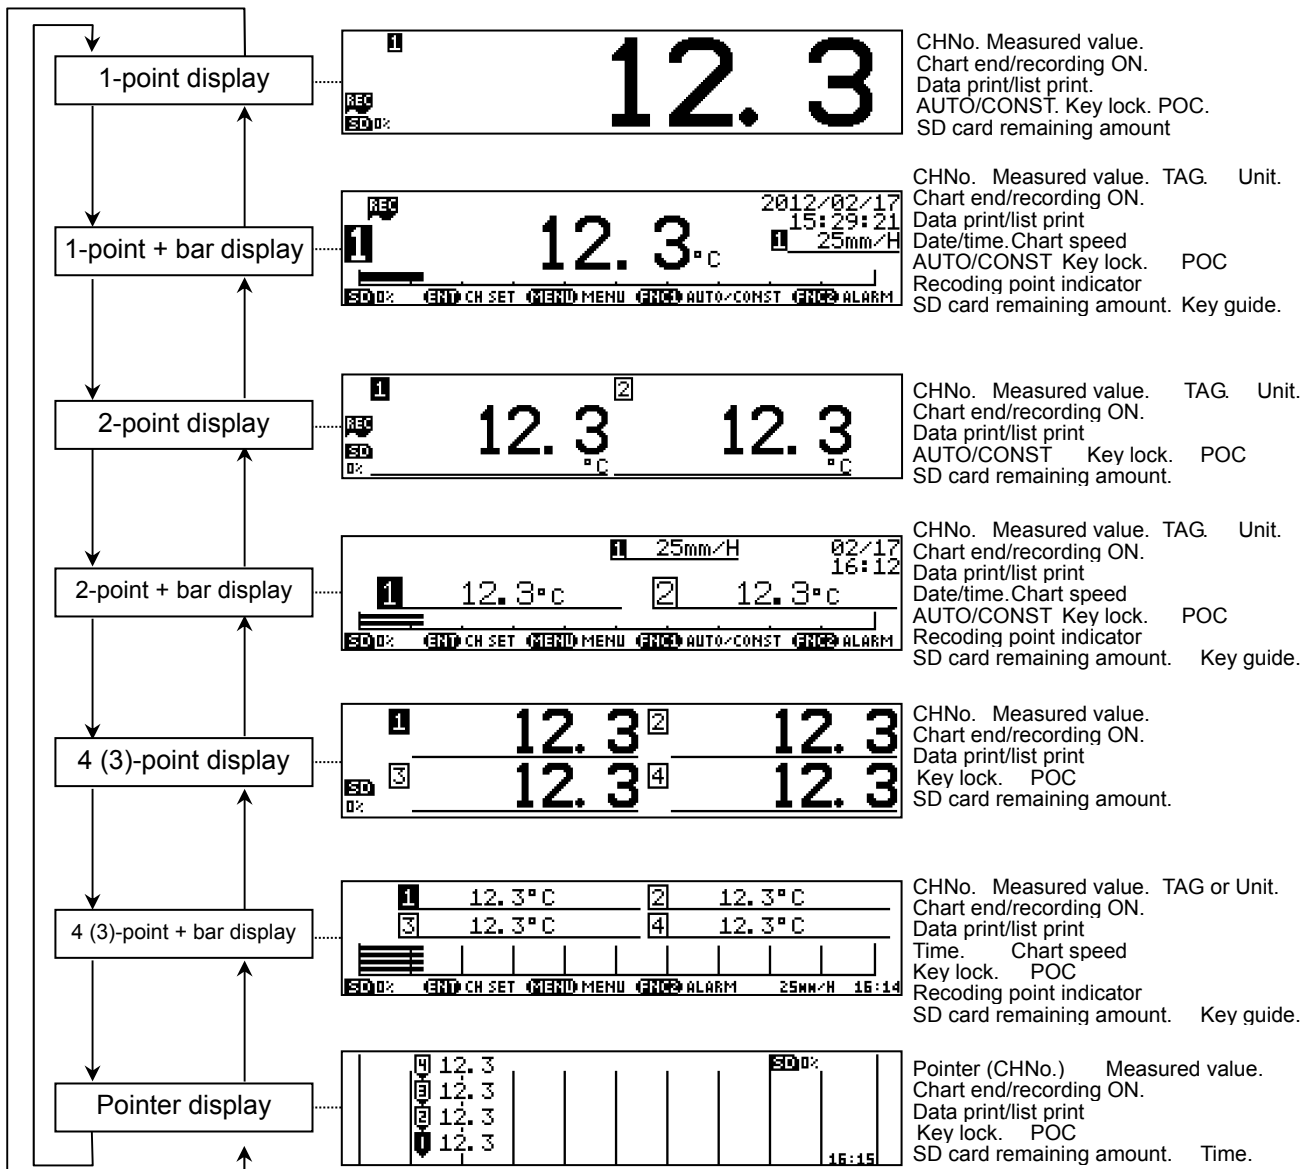 1-point display
1
12. 3
REC
SD 0%
CHNo. Measured value.
Chart end/recording ON.
Data print/list print.
AUTO/CONST. Key lock. POC.
SD card remaining amount
1-point + bar display
REC
2012/02/17
15:29:21
1 12. 3°C 1 25mm/H
SD 0% ENT CH SET MENU MENU FNC1 AUTO/CONST FNC2 ALARM
CHNo. Measured value. TAG. Unit.
Chart end/recording ON.
Data print/list print
Date/time.Chart speed
AUTO/CONST Key lock. POC
Recoding point indicator
SD card remaining amount. Key guide.
2-point display
1 2
REC 12. 3 12. 3
SD
0% °C °C
CHNo. Measured value. TAG. Unit.
Chart end/recording ON.
Data print/list print
AUTO/CONST Key lock. POC
SD card remaining amount.
2-point + bar display
1 25mm/H 02/17
16:12
1 12.3°C 2 12.3°C
SD 0% ENT CH SET MENU MENU FNC1 AUTO/CONST FNC2 ALARM
CHNo. Measured value. TAG. Unit.
Chart end/recording ON.
Data print/list print
Date/time.Chart speed
AUTO/CONST Key lock. POC
Recoding point indicator
SD card remaining amount. Key guide.
4 (3)-point display
1 12. 3 2 12. 3
3 12. 3 4 12. 3
SD
0%
CHNo. Measured value.
Chart end/recording ON.
Data print/list print
Key lock. POC
SD card remaining amount.
4 (3)-point + bar display
1 12.3°C 2 12.3°C
3 12.3°C 4 12.3°C
SD 0% ENT CH SET MENU MENU FNC2 ALARM 25mm/H 16:14
CHNo. Measured value. TAG or Unit.
Chart end/recording ON.
Data print/list print
Time. Chart speed
Key lock. POC
Recoding point indicator
SD card remaining amount. Key guide.
Pointer display
4 12.3 SD 0%
3 12.3
2 12.3
1 12.3
16:15
Pointer (CHNo.) Measured value.
Chart end/recording ON.
Data print/list print
Key lock. POC
SD card remaining amount. Time.